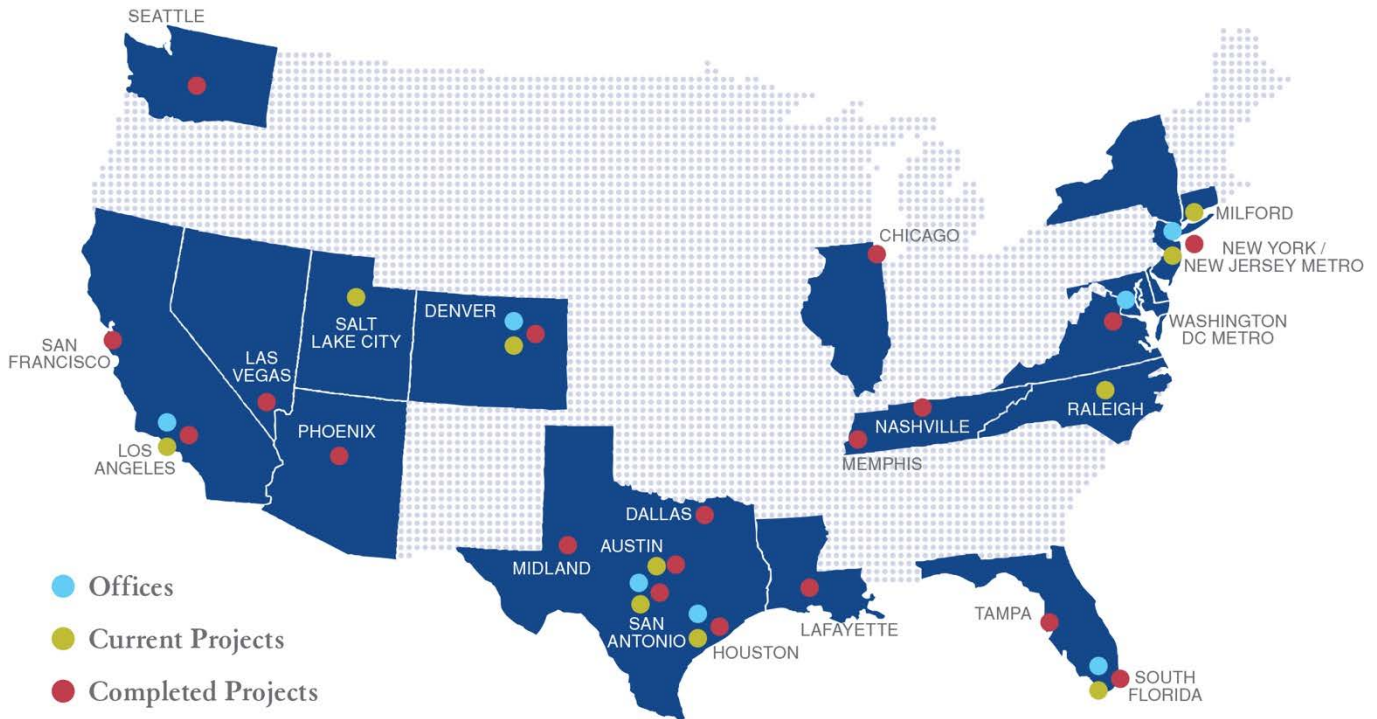 SEATTLE
CHICAGO
MILFORD
NEW YORK /
NEW JERSEY METRO
SALT
LAKE CITY
DENVER
WASHINGTON
DC METRO
SAN
FRANCISCO
LAS
VEGAS
RALEIGH
NASHVILLE
PHOENIX
LOS
ANGELES
MEMPHIS
DALLAS
AUSTIN
MIDLAND
SAN
ANTONIO
HOUSTON
LAFAYETTE
TAMPA
SOUTH
FLORIDA
Offices
Current Projects
Completed Projects